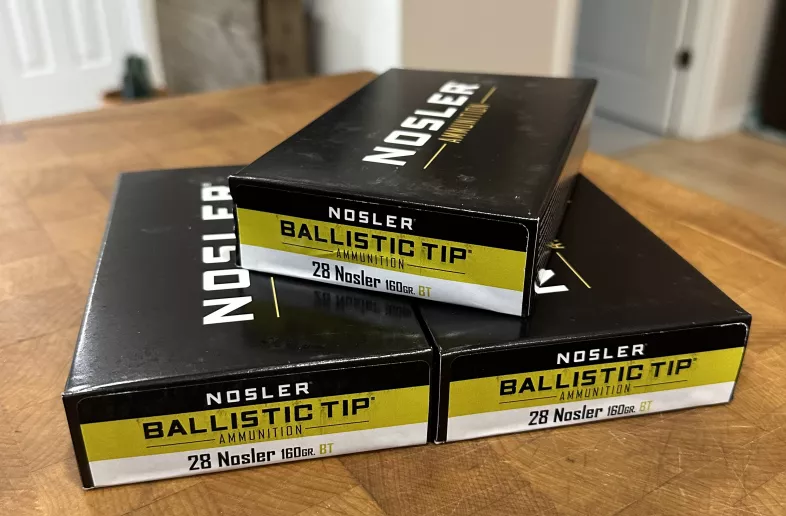 NOSLER
AMMUNITION
NOSLER®
BALLISTIC TIP®
AMMUNITION
28 Nosler 160GR. BT
NOSLER
NOSLER®
BALLISTIC TIP®
AMMUNITION
28 Nosler 160GR. BT
NOSLER®
BALLISTIC TIP®
AMMUNITION
28 Nosler 160GR. BT